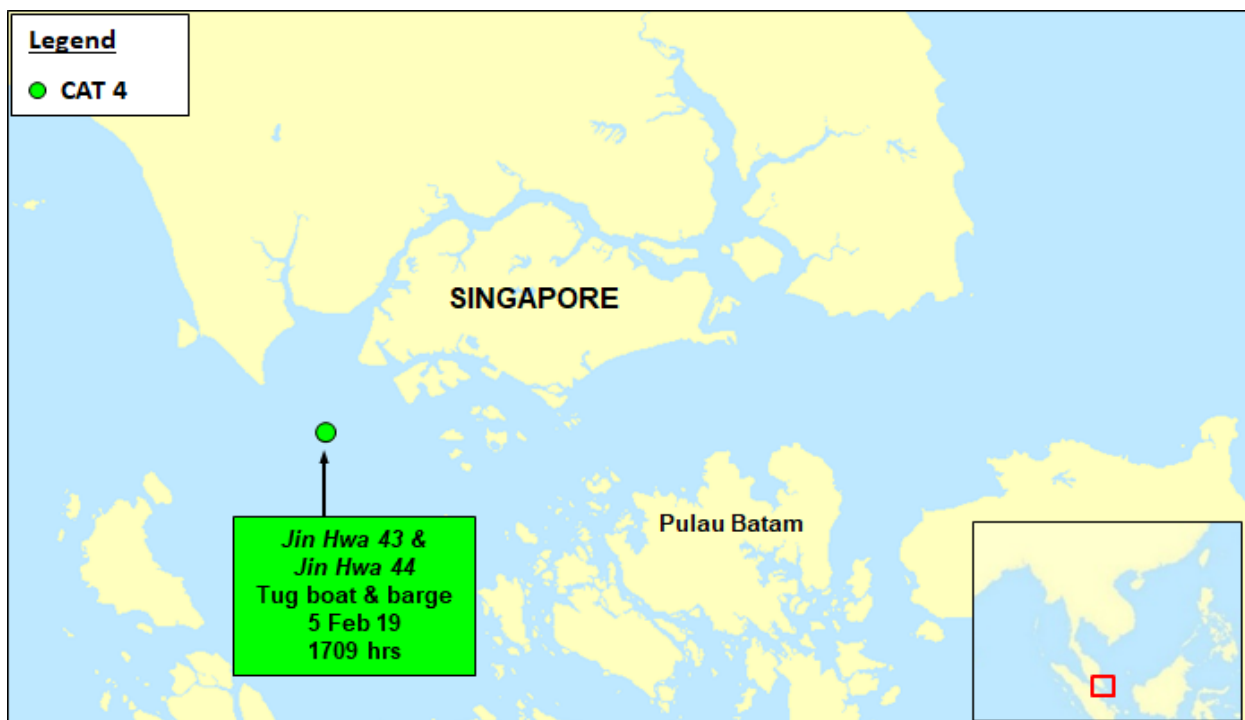 Legend
CAT 4
SINGAPORE
Pulau Batam
Jin Hwa 43 &
Jin Hwa 44
Tug boat & barge
5 Feb 19
1709 hrs